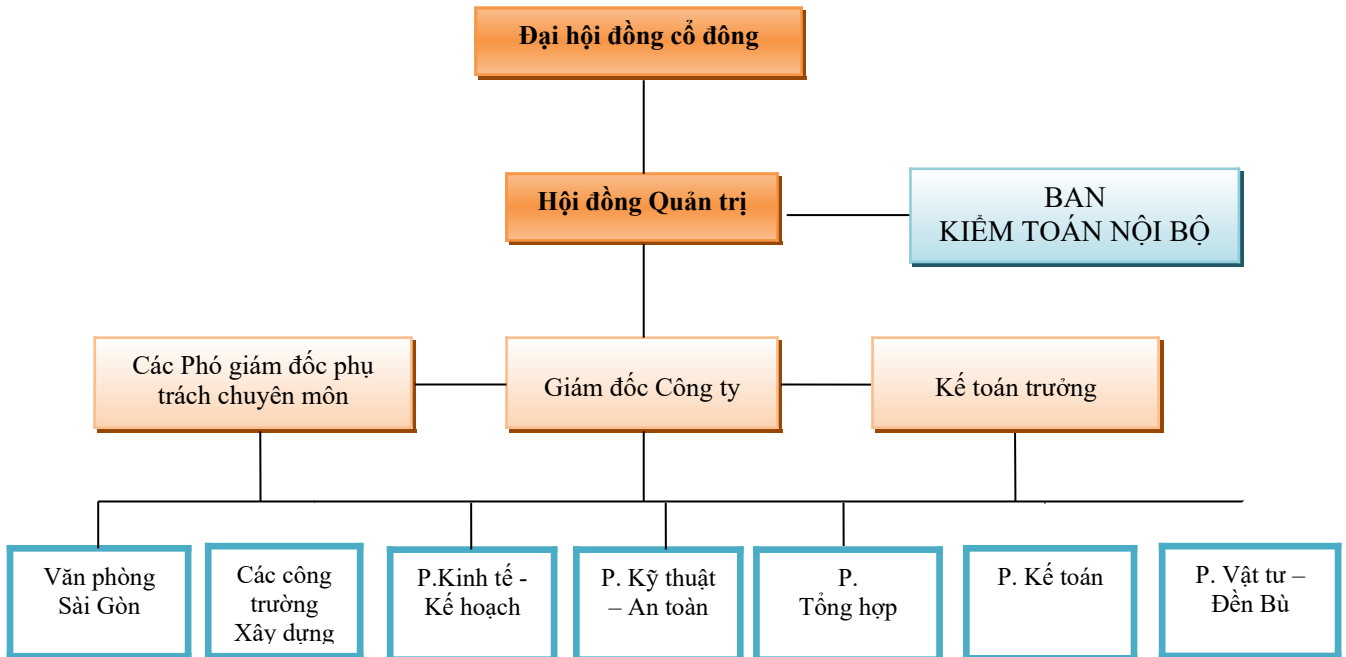 Đại hội đồng cổ đông
Hội đồng Quản trị
BAN
KIỂM TOÁN NỘI BỘ
Các Phó giám đốc phụ
trách chuyên môn
Giám đốc Công ty
Kế toán trưởng
Văn phòng
Sài Gòn
Các công
trường
Xây dựng
P.Kinh tế -
Kế hoạch
P. Kỹ thuật
– An toàn
P.
Tổng hợp
P. Kế toán
P. Vật tư –
Đền Bù